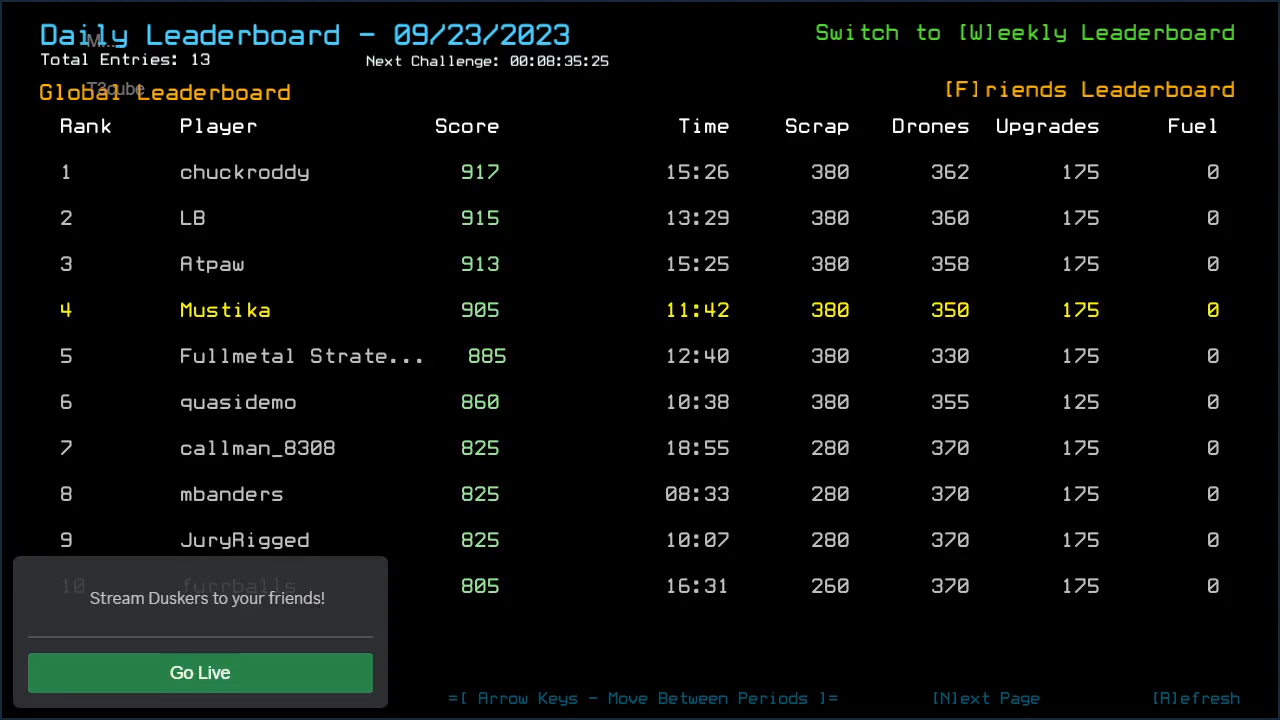 Daily Leaderboard - 09/23/2023
Switch to [W]eekly Leaderboard
M...
Total Entries: 13
Next Challenge: 00:08:35:25
T3cube
Global Leaderboard
[F]riends Leaderboard
Rank Player Score Time Scrap Drones Upgrades Fuel
1 chuckroddy 917 15:26 380 362 175 0
2 LB 915 13:29 380 360 175 0
3 Atpaw 913 15:25 380 358 175 0
4 Mustika 905 11:42 380 350 175 0
5 Fullmetal Strate... 885 12:40 380 330 175 0
6 quasidemo 860 10:38 380 355 125 0
7 callman_8308 825 18:55 280 370 175 0
8 mbanders 825 08:33 280 370 175 0
9 JuryRigged 825 10:07 280 370 175 0
10 furrballs 805 16:31 260 370 175 0
Stream Duskers to your friends!
Go Live
=[ Arrow Keys - Move Between Periods ]=
[N]ext Page
[R]efresh